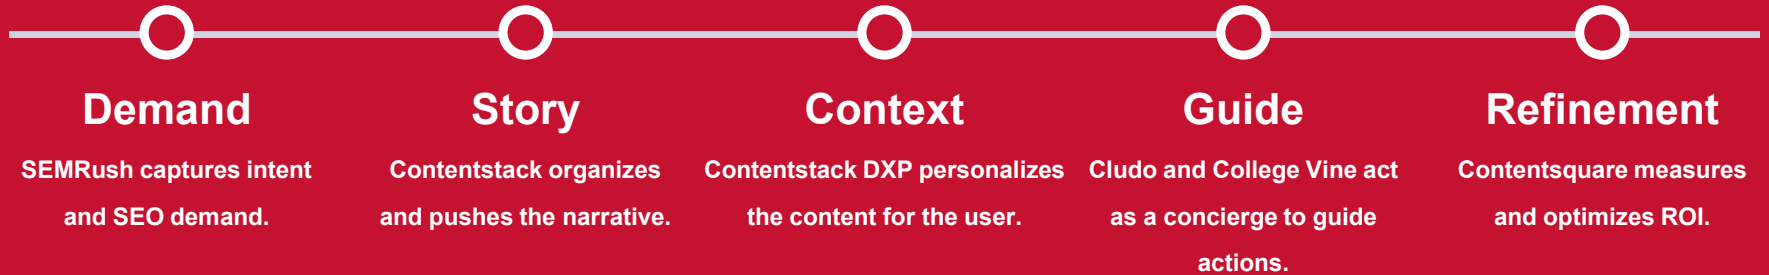 Demand
SEMRush captures intent
and SEO demand.
Story
Contentstack organizes
and pushes the narrative.
Context
Contentstack DXP personalizes
the content for the user.
Guide
Cludo and College Vine act
as a concierge to guide
actions.
Refinement
Contentsquare measures
and optimizes ROI.